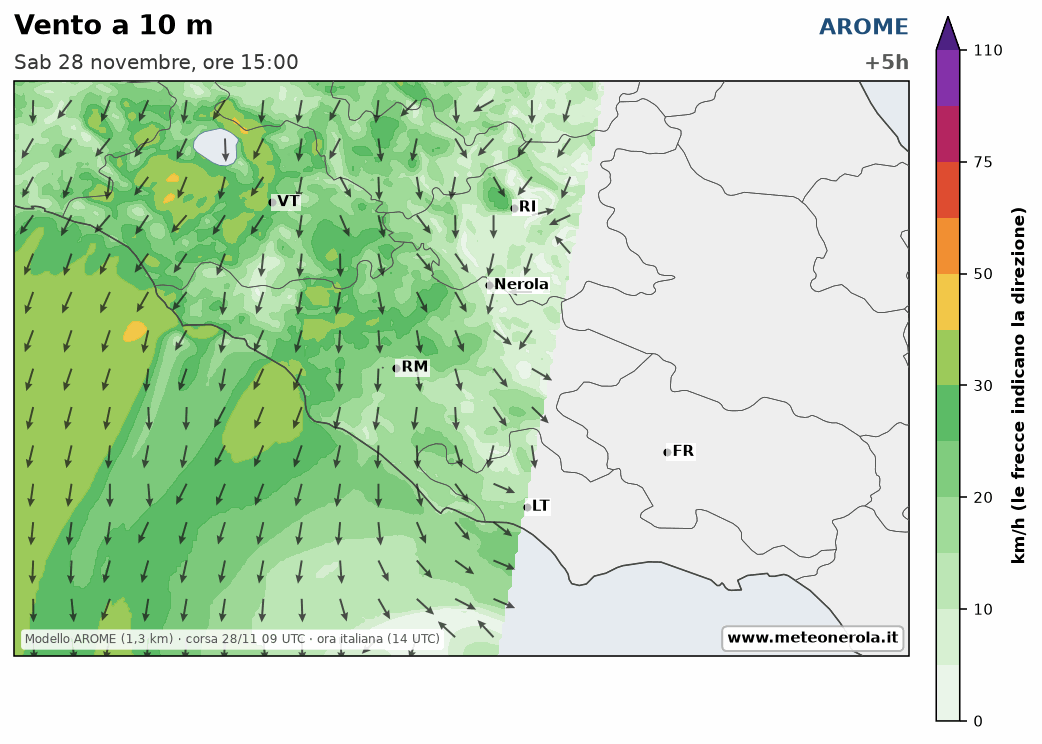 Vento a 10 m
AROME
Sab 28 novembre, ore 15:00
+5h
VT
RI
Nerola
RM
FR
LT
Modello AROME (1,3 km) · corsa 28/11 09 UTC · ora italiana (14 UTC)
www.meteonerola.it
110
75
50
30
20
10
0
km/h (le frecce indicano la direzione)